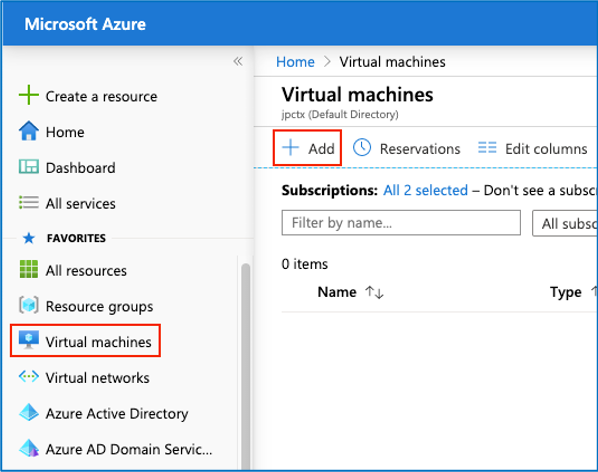 Microsoft Azure
«
Create a resource
Home
Dashboard
All services
FAVORITES
All resources
Resource groups
Virtual machines
Virtual networks
Azure Active Directory
Azure AD Domain Servic...
Home > Virtual machines
Virtual machines
jpctx (Default Directory)
Add Reservations Edit columns
Subscriptions: All 2 selected – Don't see a subsc
Filter by name... All subsc
0 items
Name ↑↓ Type ↑